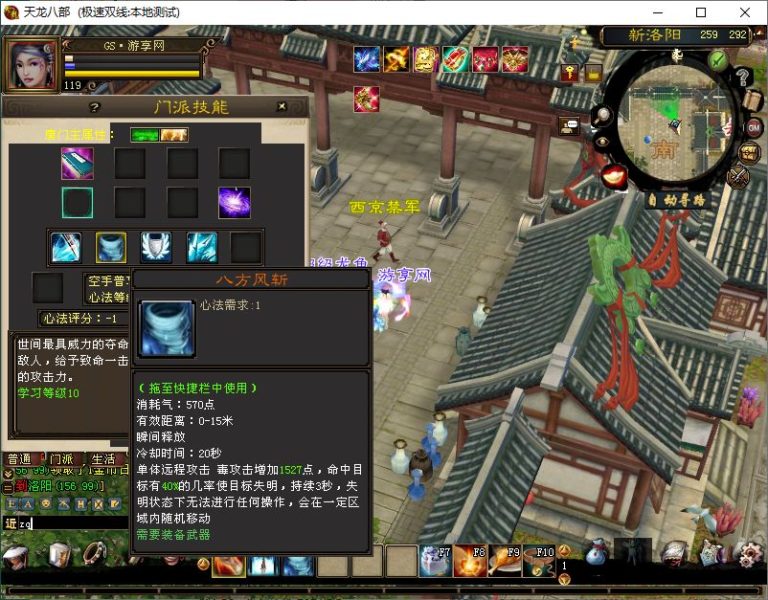 天龙八部 (极速双线:本地测试)
GS·游享网
119
新洛阳 259 292
?
GM
南
自动寻路
? 门派技能
唐门主属性:
西京禁军
游享网
空手普
心法等
心法评分:-1
世间最具威力的夺命
敌人,给予致命一击
的攻击力。
学习等级10
八方风斩
心法需求:1
(拖至快捷栏中使用)
消耗气:570点
有效距离:0-15米
瞬间释放
冷却时间:20秒
单体远程攻击 毒攻击增加1527点,命中目
标有40%的几率使目标失明,持续3秒,失
明状态下无法进行任何操作,会在一定区
域内随机移动
需要装备武器
普通 门派 生活
到洛阳(156 99)
近 zq
F7 F8 F9 F10
1